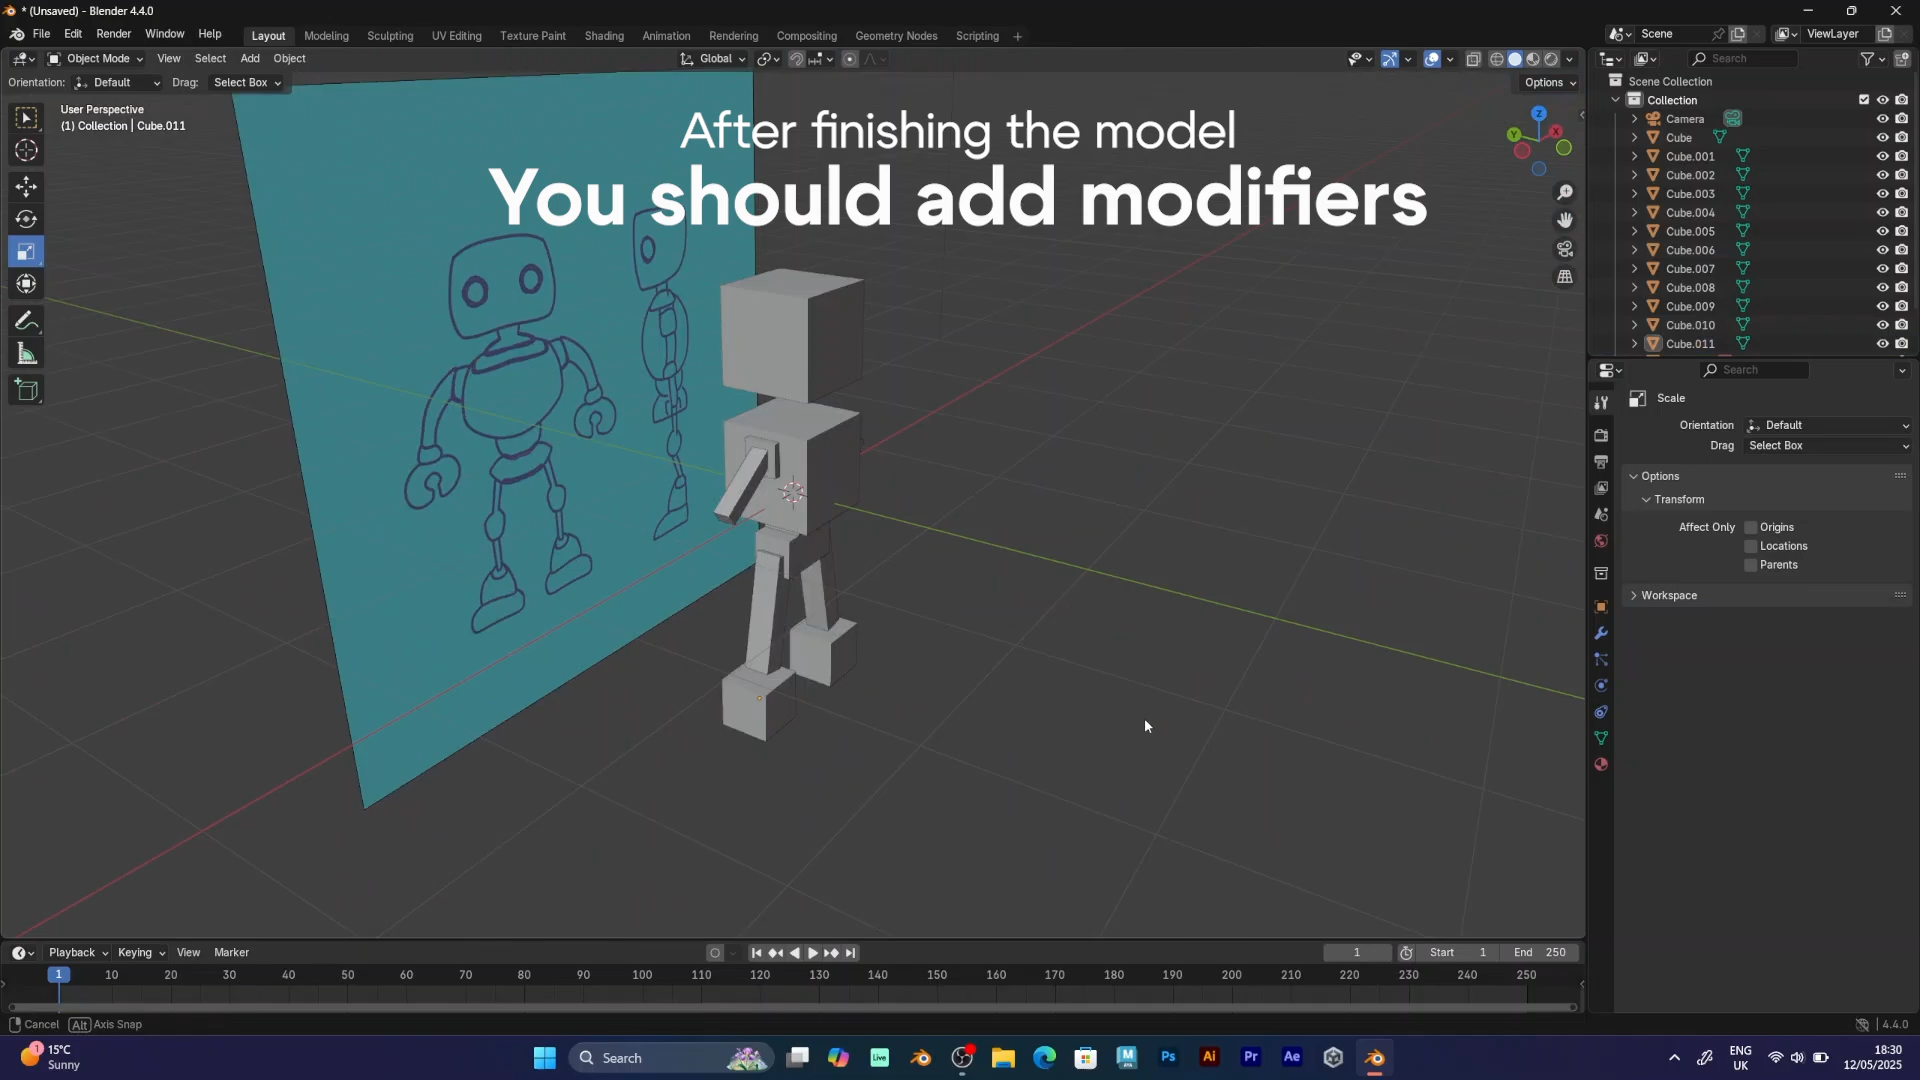 * (Unsaved) - Blender 4.4.0
File Edit Render Window Help
Layout Modeling Sculpting UV Editing Texture Paint Shading Animation Rendering Compositing Geometry Nodes Scripting +
Scene ViewLayer
Object Mode View Select Add Object
Global
Search
Orientation: Default Drag: Select Box
Options
User Perspective
(1) Collection | Cube.011
After finishing the model
You should add modifiers
Z
Y
X
Scene Collection
Collection
Camera
Cube
Cube.001
Cube.002
Cube.003
Cube.004
Cube.005
Cube.006
Cube.007
Cube.008
Cube.009
Cube.010
Cube.011
Search
Scale
Orientation Default
Drag Select Box
Options
Transform
Affect Only Origins
Locations
Parents
Workspace
Playback Keying View Marker
1 Start 1 End 250
1 10 20 30 40 50 60 70 80 90 100 110 120 130 140 150 160 170 180 190 200 210 220 230 240 250
Cancel Alt Axis Snap
4.4.0
1
15°C
Sunny
Search
Live
M
Ps
Ai
Pr
Ae
ENG
UK
18:30
12/05/2025